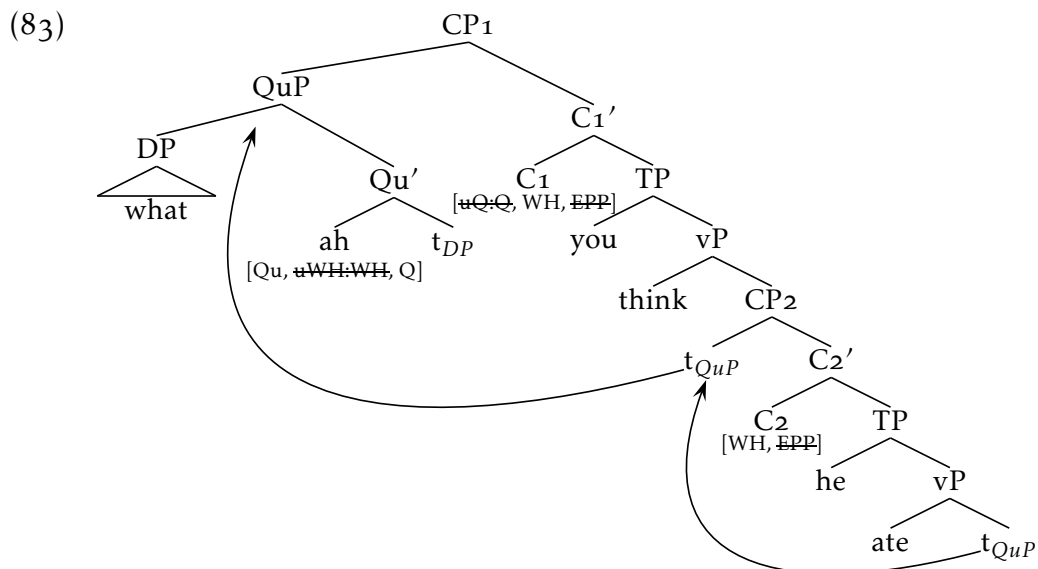 (83)
CP1
QuP
C1′
DP
Qu′
C1
TP
what
[uQ:Q, WH, EPP]
ah
t_DP
you
vP
[Qu, uWH:WH, Q]
think
CP2
t_QuP
C2′
C2
TP
[WH, EPP]
he
vP
ate
t_QuP